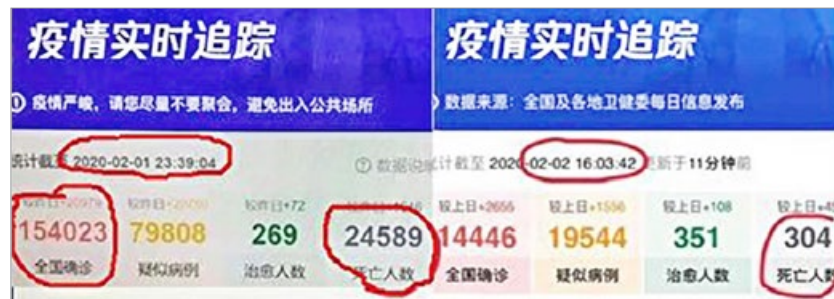 疫情实时追踪
疫情严峻，请您尽量不要聚会，避免出入公共场所
统计截至 2020-02-01 23:39:04
数据说
较昨日+72
154023 79808 269 24589
全国确诊 疑似病例 治愈人数 死亡人数
疫情实时追踪
数据来源：全国及各地卫健委每日信息发布
计截至 2020-02-02 16:03:42 更新于11分钟前
较上日+2656 较上日+1556 较上日+108 较上日+4
14446 19544 351 304
全国确诊 疑似病例 治愈人数 死亡人数